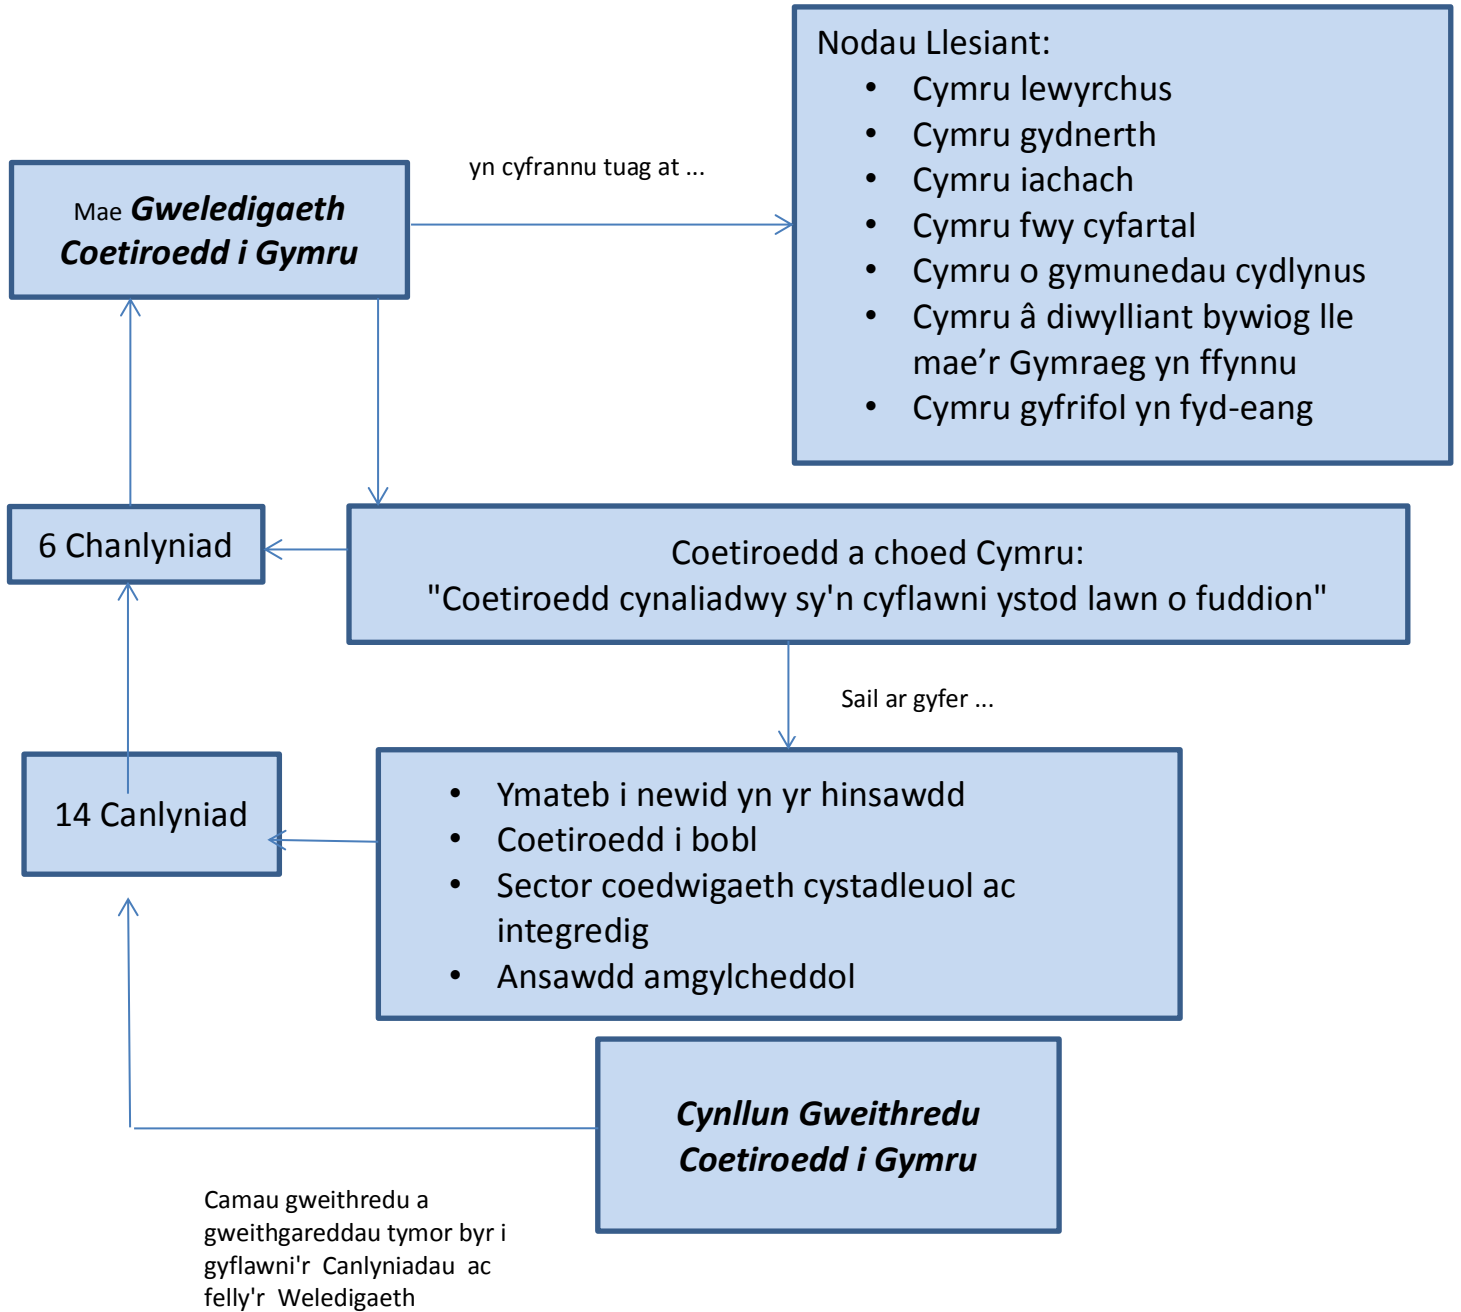 Nodau Llesiant:
• Cymru lewyrchus
• Cymru gydnerth
• Cymru iachach
• Cymru fwy cyfartal
• Cymru o gymunedau cydlynus
• Cymru â diwylliant bywiog lle
mae’r Gymraeg yn ffynnu
• Cymru gyfrifol yn fyd-eang
yn cyfrannu tuag at ...
Mae Gweledigaeth
Coetiroedd i Gymru
6 Chanlyniad
Coetiroedd a choed Cymru:
"Coetiroedd cynaliadwy sy'n cyflawni ystod lawn o fuddion"
Sail ar gyfer ...
14 Canlyniad
• Ymateb i newid yn yr hinsawdd
• Coetiroedd i bobl
• Sector coedwigaeth cystadleuol ac
integredig
• Ansawdd amgylcheddol
Cynllun Gweithredu
Coetiroedd i Gymru
Camau gweithredu a
gweithgareddau tymor byr i
gyflawni'r Canlyniadau ac
felly'r Weledigaeth